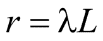 r = λL